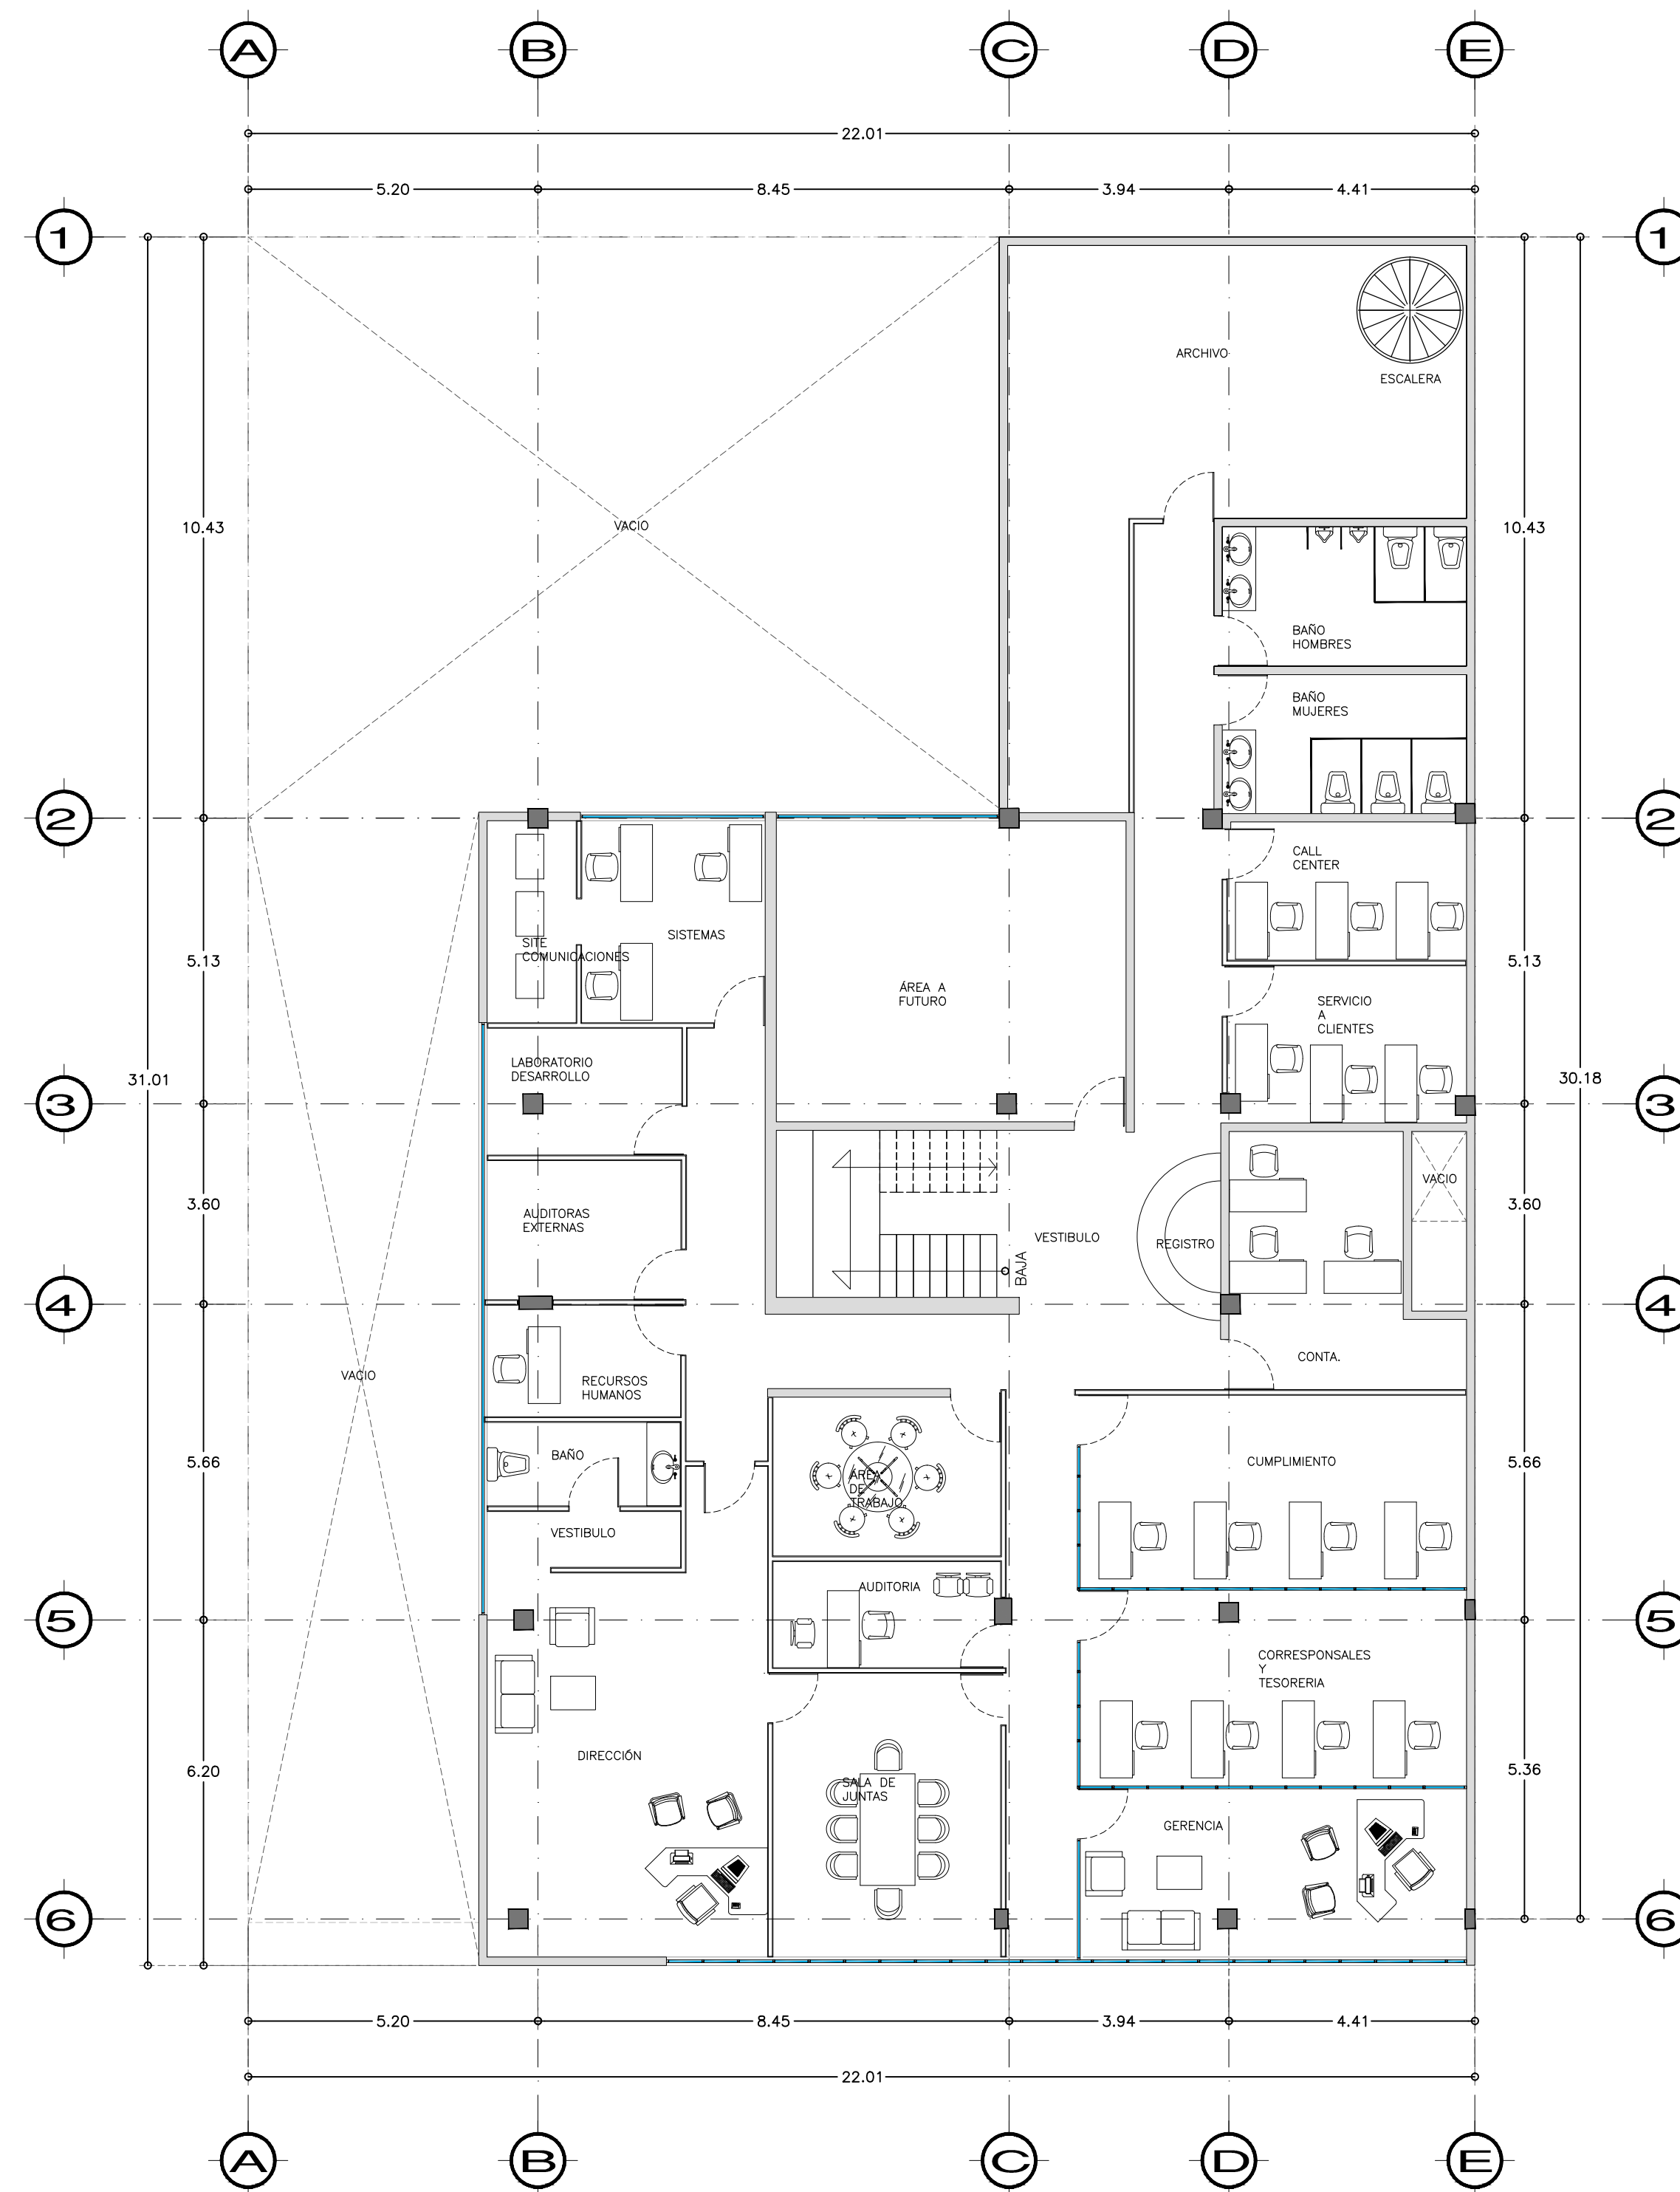 A B C D E
22.01
5.20 8.45 3.94 4.41
1 1
ARCHIVO
ESCALERA
10.43 VACIO 10.43
BAÑO
HOMBRES
BAÑO
MUJERES
2 2
CALL
CENTER
SISTEMAS
SITE
COMUNICACIONES
5.13 5.13
ÁREA A
FUTURO
SERVICIO
A
CLIENTES
LABORATORIO
DESARROLLO
31.01 30.18
3 3
VACIO
3.60 3.60
AUDITORAS
EXTERNAS
VESTIBULO
REGISTRO
BAJA
4 4
CONTA.
VACIO
RECURSOS
HUMANOS
BAÑO
5.66 5.66
CUMPLIMIENTO
ÁREA
DE
TRABAJO
VESTIBULO
AUDITORIA
5 5
CORRESPONSALES
Y
TESORERIA
DIRECCIÓN
6.20 5.36
SALA DE
JUNTAS
GERENCIA
6 6
5.20 8.45 3.94 4.41
22.01
A B C D E